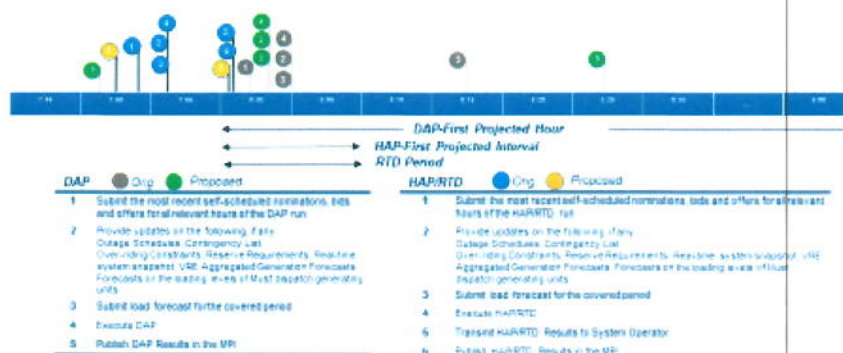 DAP-First Projected Hour
HAP-First Projected Interval
RTD Period
DAP Orig Proposed
1 Submit the most recent self-scheduled nominations, bids
and offers for all relevant hours of the DAP run
2 Provide updates on the following, if any
Outage Schedules, Contingency List
Over-riding Constraints, Reserve Requirements, Real-time
system snapshot, VRE Aggregated Generation Forecasts
Forecasts on the loading levels of Must dispatch generating
units
3 Submit load forecast for the covered period
4 Execute DAP
5 Publish DAP Results in the MPI
HAP/RTD Orig Proposed
1 Submit the most recent self-scheduled nominations, bids and offers for all relevant
hours of the HAP/RTD run
2 Provide updates on the following, if any
Outage Schedules, Contingency List
Over-riding Constraints, Reserve Requirements, Real-time system snapshot, VRE
Aggregated Generation Forecasts, Forecasts on the loading levels of Must
dispatch generating units
3 Submit load forecast for the covered period
4 Execute HAP/RTD
5 Transmit HAP/RTD Results to System Operator
6 Publish HAP/RTD Results in the MPI